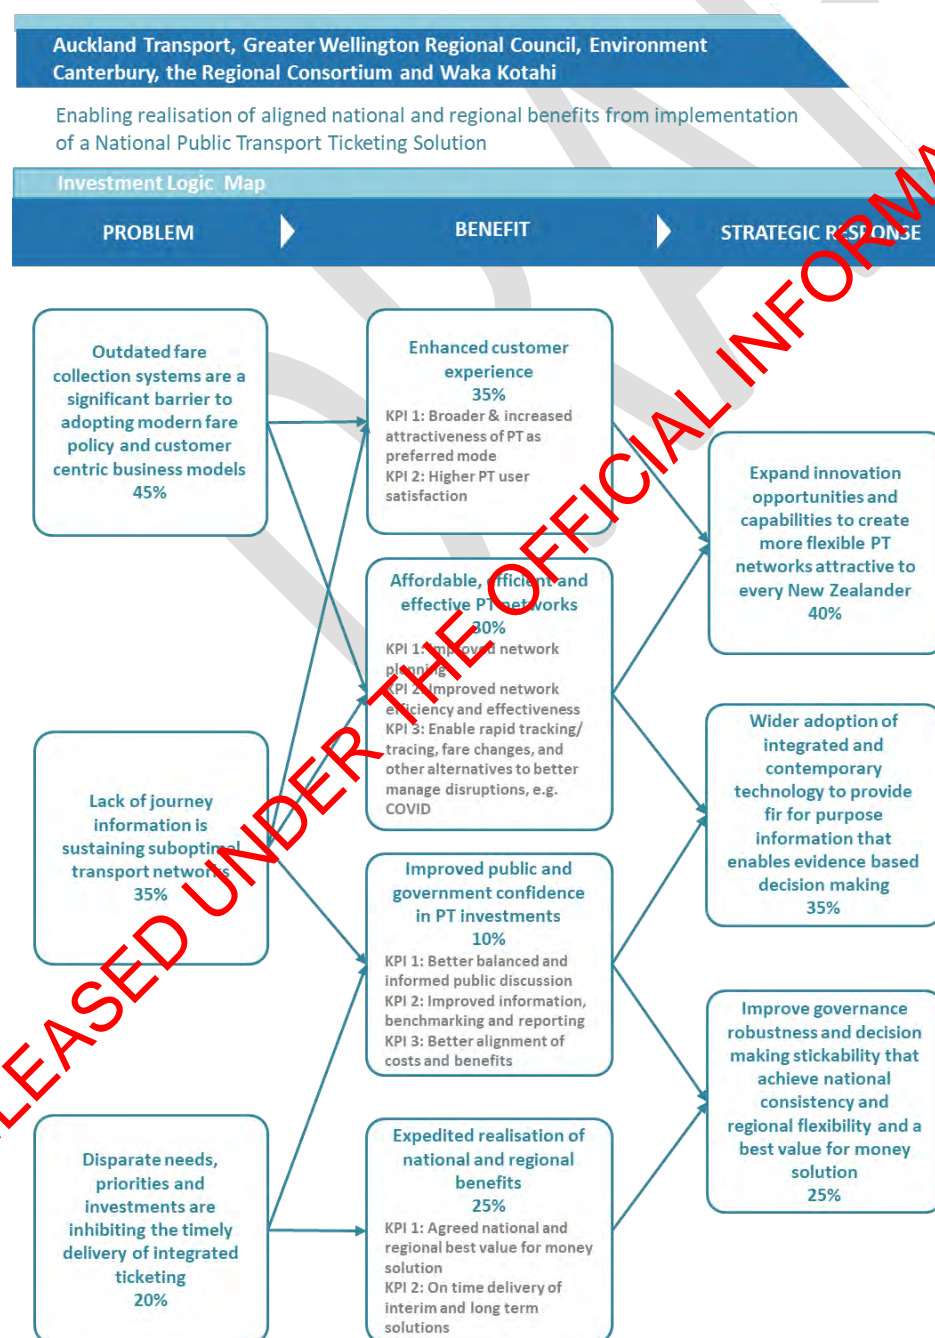 Auckland Transport, Greater Wellington Regional Council, Environment
Canterbury, the Regional Consortium and Waka Kotahi
Enabling realisation of aligned national and regional benefits from implementation
of a National Public Transport Ticketing Solution
Investment Logic Map
PROBLEM
BENEFIT
STRATEGIC RESPONSE
Outdated fare
collection systems are a
significant barrier to
adopting modern fare
policy and customer
centric business models
45%
Lack of journey
information is
sustaining suboptimal
transport networks
35%
Disparate needs,
priorities and
investments are
inhibiting the timely
delivery of integrated
ticketing
20%
Enhanced customer
experience
35%
KPI 1: Broader & increased
attractiveness of PT as
preferred mode
KPI 2: Higher PT user
satisfaction
Affordable, efficient and
effective PT networks
30%
KPI 1: Improved network
planning
KPI 2: Improved network
efficiency and effectiveness
KPI 3: Enable rapid tracking/
tracing, fare changes, and
other alternatives to better
manage disruptions, e.g.
COVID
Improved public and
government confidence
in PT investments
10%
KPI 1: Better balanced and
informed public discussion
KPI 2: Improved information,
benchmarking and reporting
KPI 3: Better alignment of
costs and benefits
Expedited realisation of
national and regional
benefits
25%
KPI 1: Agreed national and
regional best value for money
solution
KPI 2: On time delivery of
interim and long term
solutions
Expand innovation
opportunities and
capabilities to create
more flexible PT
networks attractive to
every New Zealander
40%
Wider adoption of
integrated and
contemporary
technology to provide
fir for purpose
information that
enables evidence based
decision making
35%
Improve governance
robustness and decision
making stickability that
achieve national
consistency and
regional flexibility and a
best value for money
solution
25%
LEASED UNDER THE OFFICIAL INFORMA